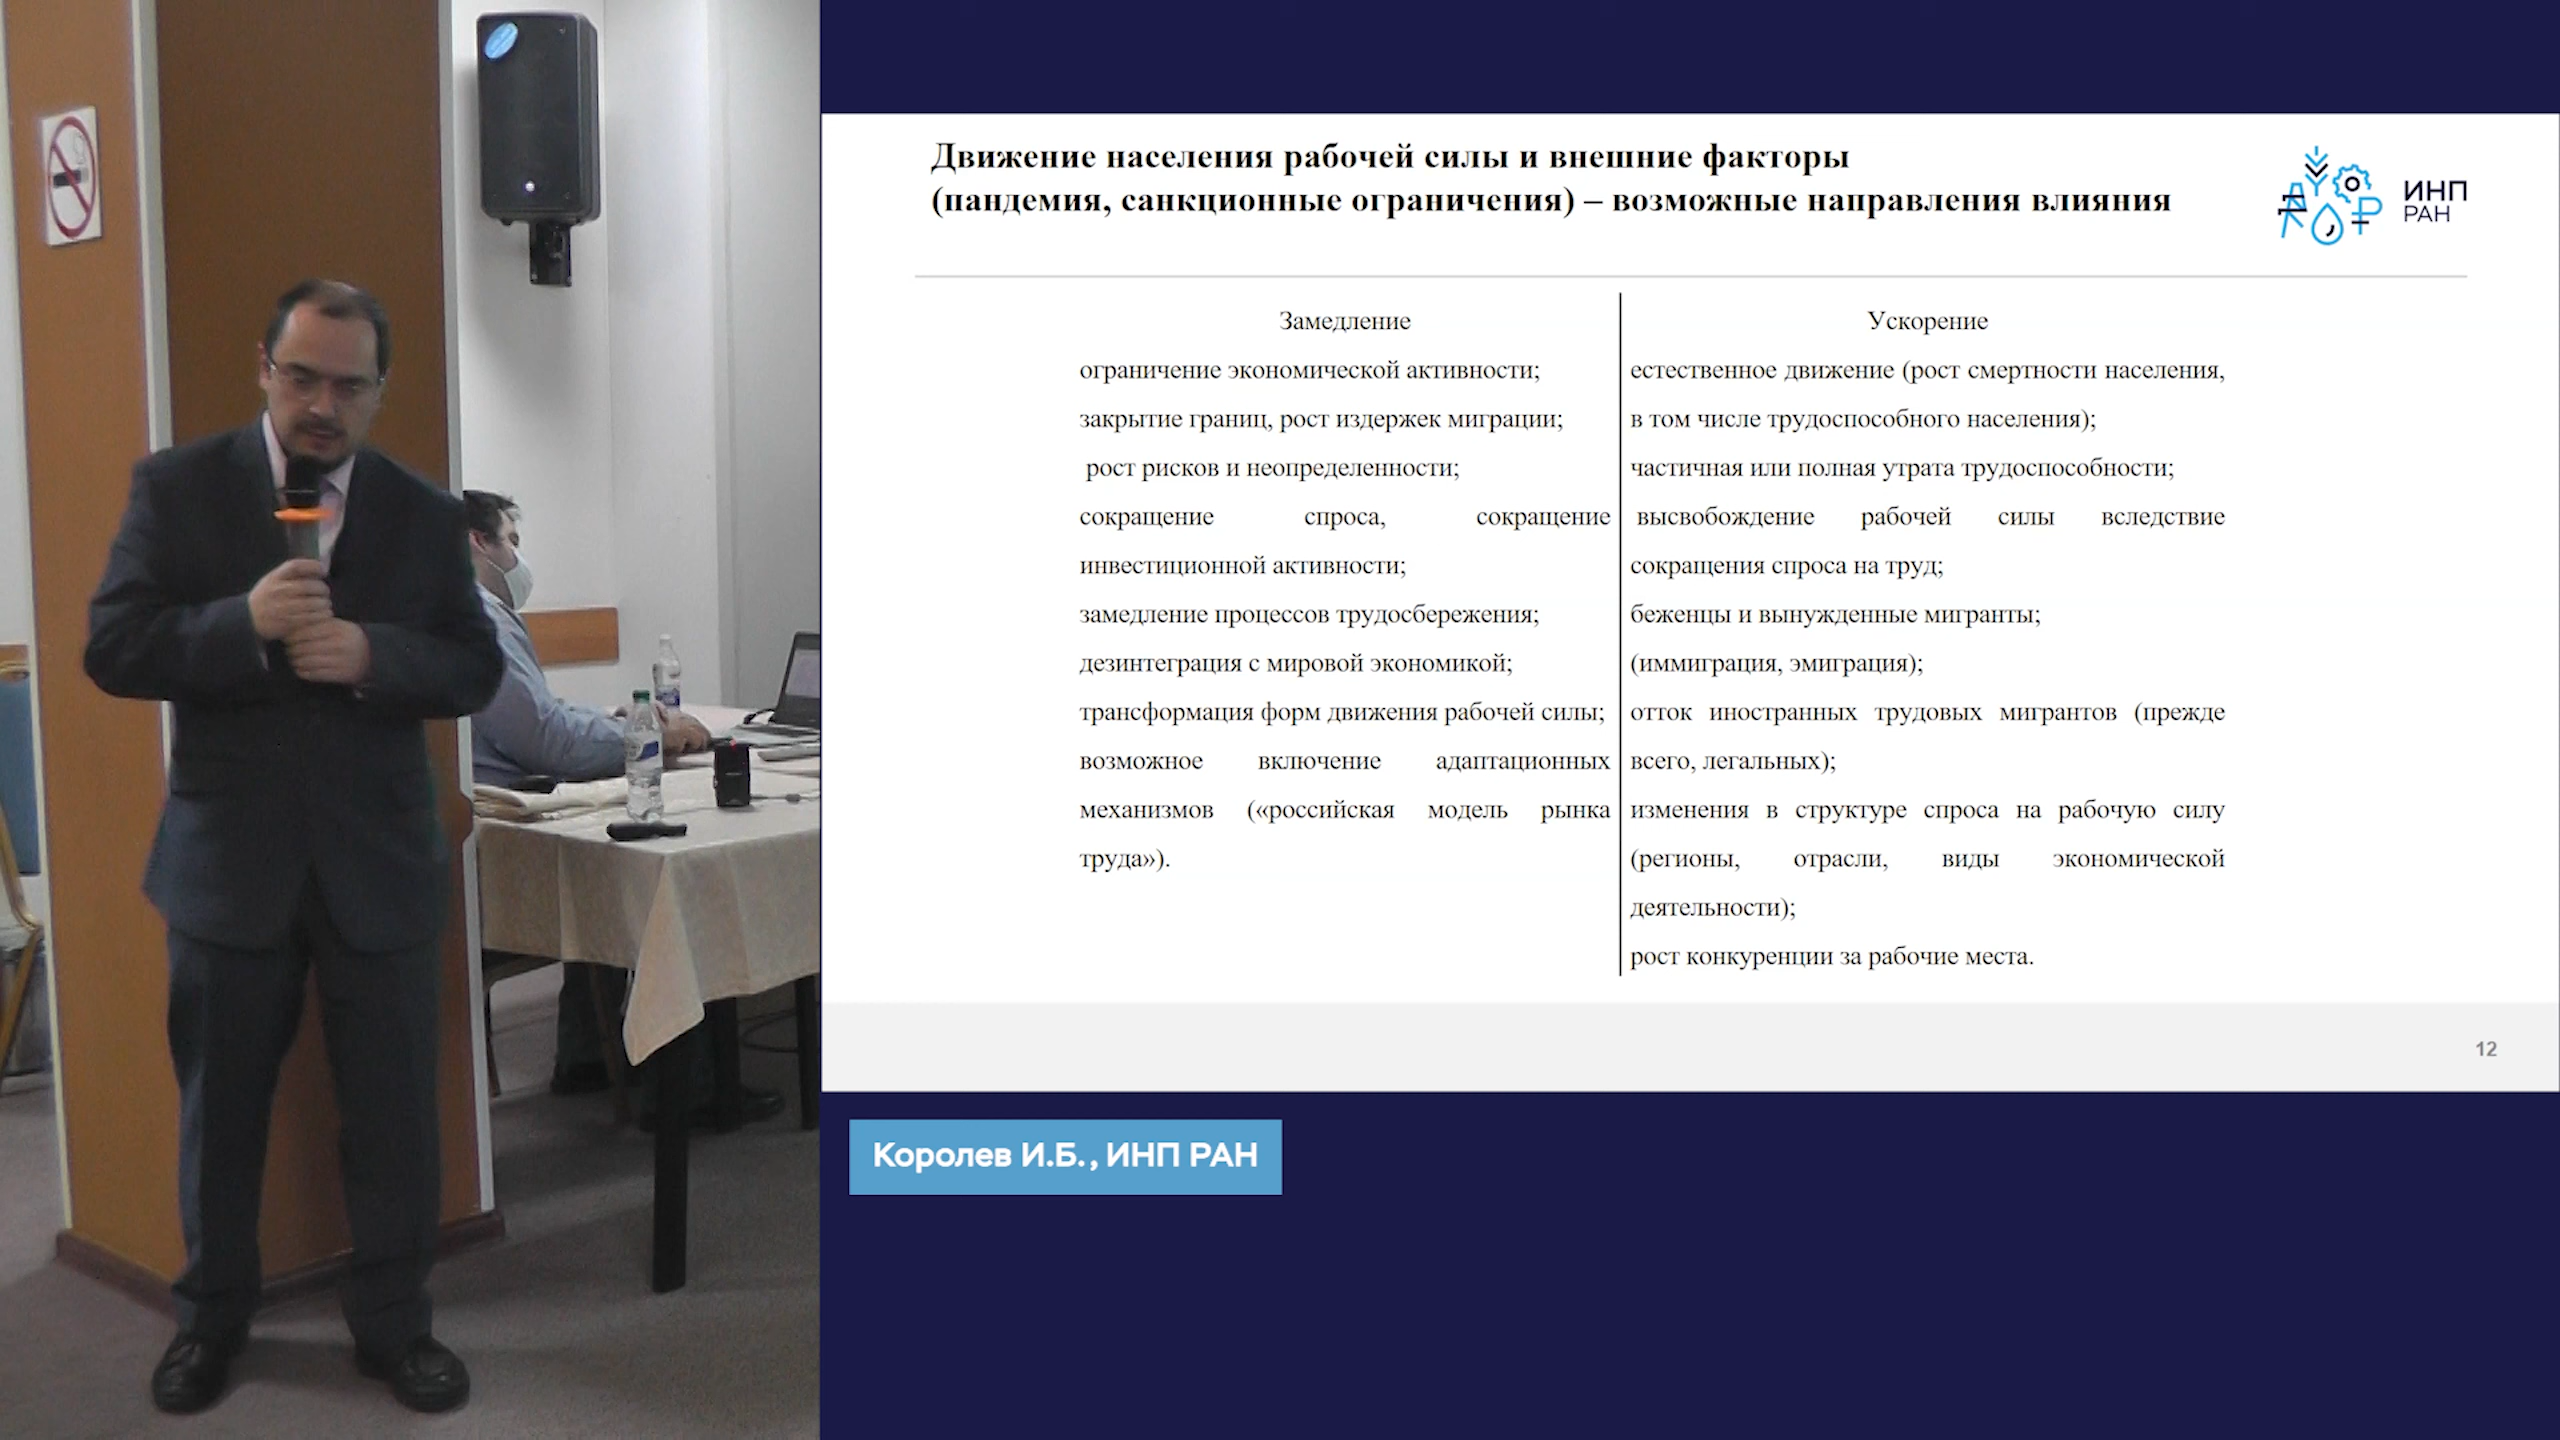 Движение населения рабочей силы и внешние факторы
(пандемия, санкционные ограничения) – возможные направления влияния
ИНП
РАН
Замедление
ограничение экономической активности;
закрытие границ, рост издержек миграции;
рост рисков и неопределенности;
сокращение спроса, сокращение
инвестиционной активности;
замедление процессов трудосбережения;
дезинтеграция с мировой экономикой;
трансформация форм движения рабочей силы;
возможное включение адаптационных
механизмов («российская модель рынка
труда»).
Ускорение
естественное движение (рост смертности населения,
в том числе трудоспособного населения);
частичная или полная утрата трудоспособности;
высвобождение рабочей силы вследствие
сокращения спроса на труд;
беженцы и вынужденные мигранты;
(иммиграция, эмиграция);
отток иностранных трудовых мигрантов (прежде
всего, легальных);
изменения в структуре спроса на рабочую силу
(регионы, отрасли, виды экономической
деятельности);
рост конкуренции за рабочие места.
12
Королев И.Б., ИНП РАН